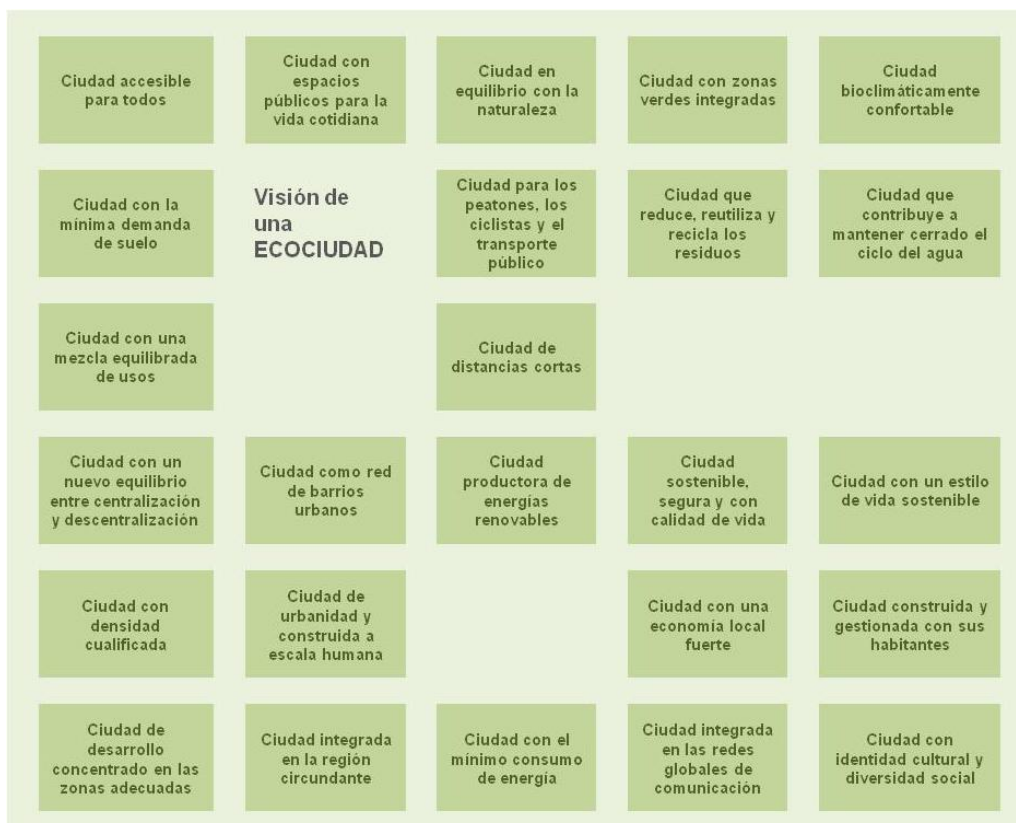 Ciudad accesible
para todos
Ciudad con
espacios
públicos para la
vida cotidiana
Ciudad en
equilibrio con la
naturaleza
Ciudad con zonas
verdes integradas
Ciudad
bioclimáticamente
confortable
Ciudad con la
mínima demanda
de suelo
Visión de
una
ECOCIUDAD
Ciudad para los
peatones, los
ciclistas y el
transporte
público
Ciudad que
reduce, reutiliza y
recicla los
residuos
Ciudad que
contribuye a
mantener cerrado el
ciclo del agua
Ciudad con una
mezcla equilibrada
de usos
Ciudad de
distancias cortas
Ciudad con un
nuevo equilibrio
entre centralización
y descentralización
Ciudad como red
de barrios
urbanos
Ciudad
productora de
energías
renovables
Ciudad
sostenible,
segura y con
calidad de vida
Ciudad con un estilo
de vida sostenible
Ciudad con
densidad
cualificada
Ciudad de
urbanidad y
construida a
escala humana
Ciudad con una
economía local
fuerte
Ciudad construida y
gestionada con sus
habitantes
Ciudad de
desarrollo
concentrado en las
zonas adecuadas
Ciudad integrada
en la región
circundante
Ciudad con el
mínimo consumo
de energía
Ciudad integrada
en las redes
globales de
comunicación
Ciudad con
identidad cultural y
diversidad social